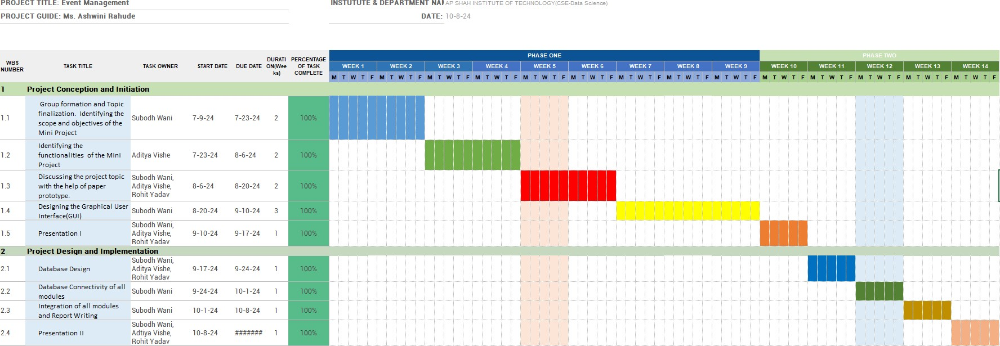 PROJECT TITLE: Event Management
INSTUTUTE & DEPARTMENT NAI AP SHAH INSTITUTE OF TECHNOLOGY(CSE-Data Science)
PROJECT GUIDE: Ms. Ashwini Rahude
DATE: 10-8-24
WBS NUMBER
TASK TITLE
TASK OWNER
START DATE
DUE DATE
DURATI
ON(Wee
ks)
PERCENTAGE
OF TASK
COMPLETE
PHASE ONE
PHASE TWO
WEEK 1 WEEK 2 WEEK 3 WEEK 4 WEEK 5 WEEK 6 WEEK 7 WEEK 8 WEEK 9 WEEK 10 WEEK 11 WEEK 12 WEEK 13 WEEK 14
M T W T F M T W T F M T W T F M T W T F M T W T F M T W T F M T W T F M T W T F M T W T F M T W T F M T W T F M T W T F M T W T F M T W T F
1 Project Conception and Initiation
1.1
Group formation and Topic
finalization. Identifying the
scope and objectives of the
Mini Project
Subodh Wani 7-9-24 7-23-24 2 100%
1.2
Identifying the
functionalities of the Mini
Project
Aditya Vishe 7-23-24 8-6-24 2 100%
1.3
Discussing the project topic
with the help of paper
prototype.
Subodh Wani,
Aditya Vishe,
Rohit Yadav
8-6-24 8-20-24 2 100%
1.4
Designing the Graphical User
Interface(GUI)
Subodh Wani 8-20-24 9-10-24 3 100%
1.5
Presentation I
Subodh Wani,
Aditya Vishe,
Rohit Yadav
9-10-24 9-17-24 1 100%
2 Project Design and Implementation
2.1
Database Design
Subodh Wani,
Aditya Vishe,
Rohit Yadav
9-17-24 9-24-24 1 100%
2.2
Database Connectivity of all
modules
Subodh Wani 9-24-24 10-1-24 1 100%
2.3
Integration of all modules
and Report Writing
Subodh Wani 10-1-24 10-8-24 1 100%
2.4
Presentation II
Subodh Wani,
Aditya Vishe,
Rohit Yadav
10-8-24 ####### 1 100%